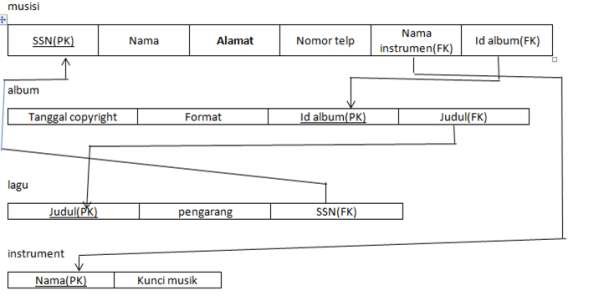 musisi
SSN(PK) Nama Alamat Nomor telp Nama instrumen(FK) Id album(FK)
album
Tanggal copyright Format Id album(PK) Judul(FK)
lagu
Judul(PK) pengarang SSN(FK)
instrument
Nama(PK) Kunci musik